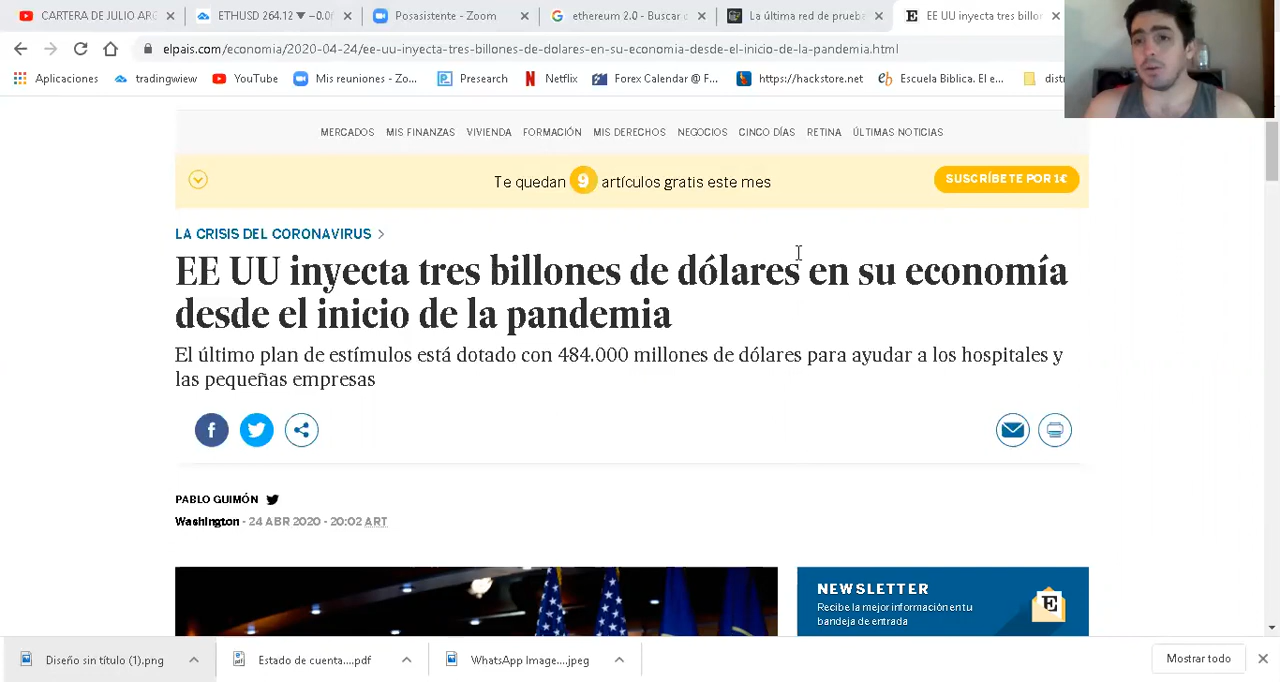 CARTERA DE JULIO ARG
ETHUSD 264.12 ▼ −0.0
Posasistente - Zoom
ethereum 2.0 - Buscar
La última red de prueba
EE UU inyecta tres billo
elpais.com/economia/2020-04-24/ee-uu-inyecta-tres-billones-de-dolares-en-su-economia-desde-el-inicio-de-la-pandemia.html
Aplicaciones
tradingview
YouTube
Mis reuniones - Zo...
Presearch
Netflix
Forex Calendar @ F...
https://hackstore.net
Escuela Biblica. El e...
MERCADOS MIS FINANZAS VIVIENDA FORMACIÓN MIS DERECHOS NEGOCIOS CINCO DÍAS RETINA ÚLTIMAS NOTICIAS
Te quedan 9 artículos gratis este mes
SUSCRÍBETE POR 1€
LA CRISIS DEL CORONAVIRUS >
EE UU inyecta tres billones de dólares en su economía
desde el inicio de la pandemia
El último plan de estímulos está dotado con 484.000 millones de dólares para ayudar a los hospitales y
las pequeñas empresas
PABLO GUIMÓN
Washington - 24 ABR 2020 - 20:02 ART
NEWSLETTER
Recibe la mejor información en tu
bandeja de entrada
E
Diseño sin título (1).png
Estado de cuenta....pdf
WhatsApp Image....jpeg
Mostrar todo